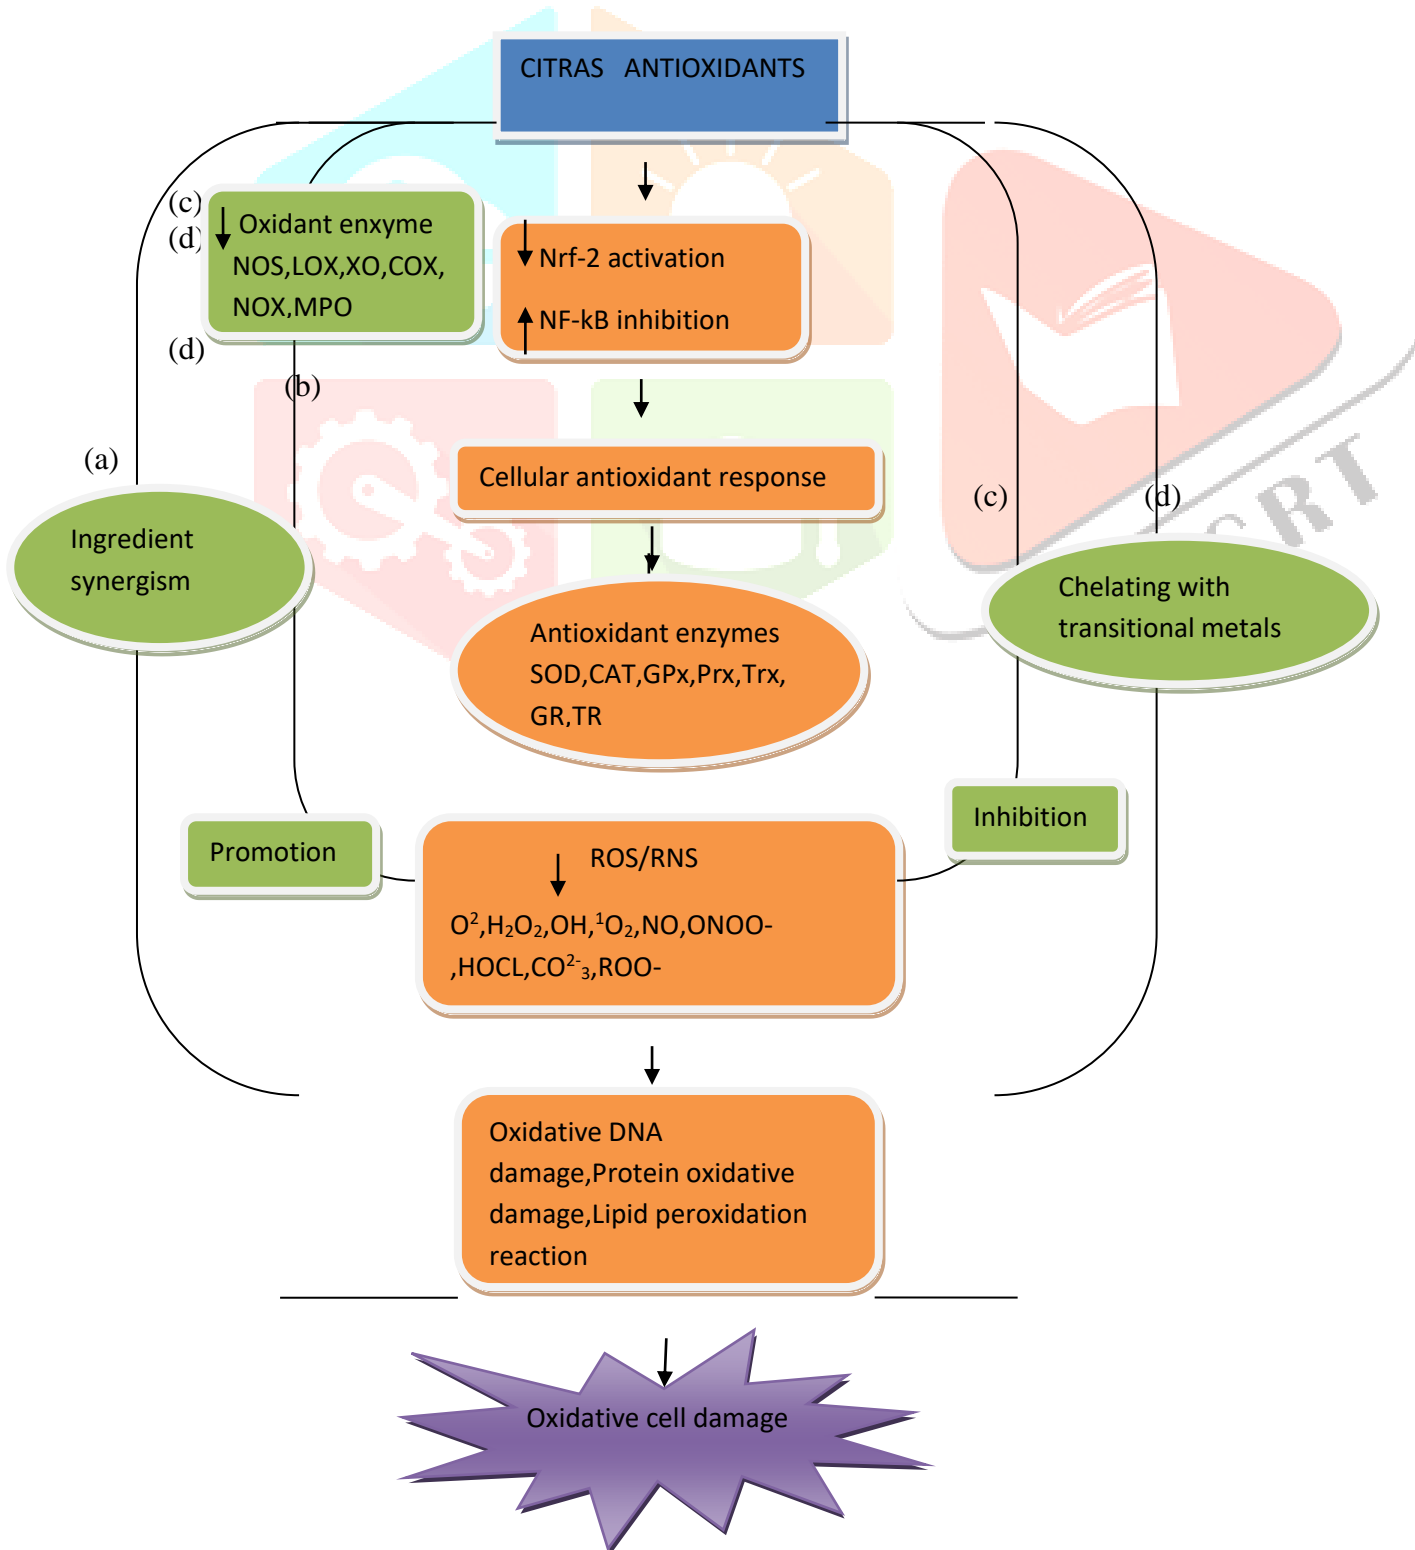 CITRAS ANTIOXIDANTS
(c)
(d)
Oxidant enxyme
NOS,LOX,XO,COX,
NOX,MPO
Nrf-2 activation
NF-kB inhibition
(d)
(b)
(a)
Cellular antioxidant response
(c)
(d)
Ingredient
synergism
Chelating with
transitional metals
Antioxidant enzymes
SOD,CAT,GPx,Prx,Trx,
GR,TR
Promotion
Inhibition
ROS/RNS
O²,H₂O₂,OH,¹O₂,NO,ONOO-
,HOCL,CO²⁻₃,ROO-
Oxidative DNA
damage,Protein oxidative
damage,Lipid peroxidation
reaction
Oxidative cell damage